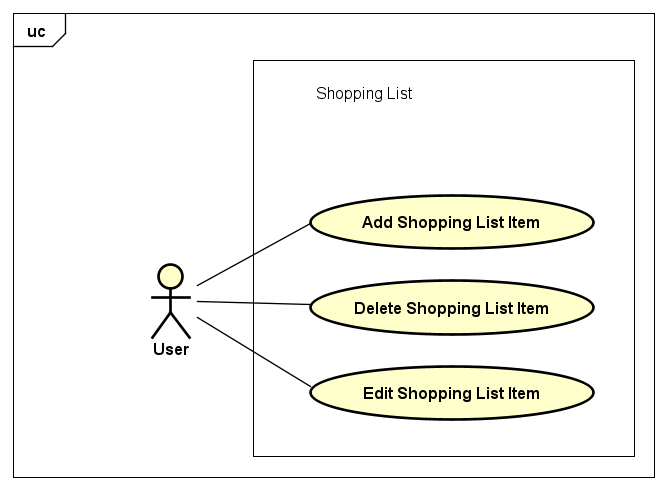 uc
Shopping List
Add Shopping List Item
Delete Shopping List Item
User
Edit Shopping List Item